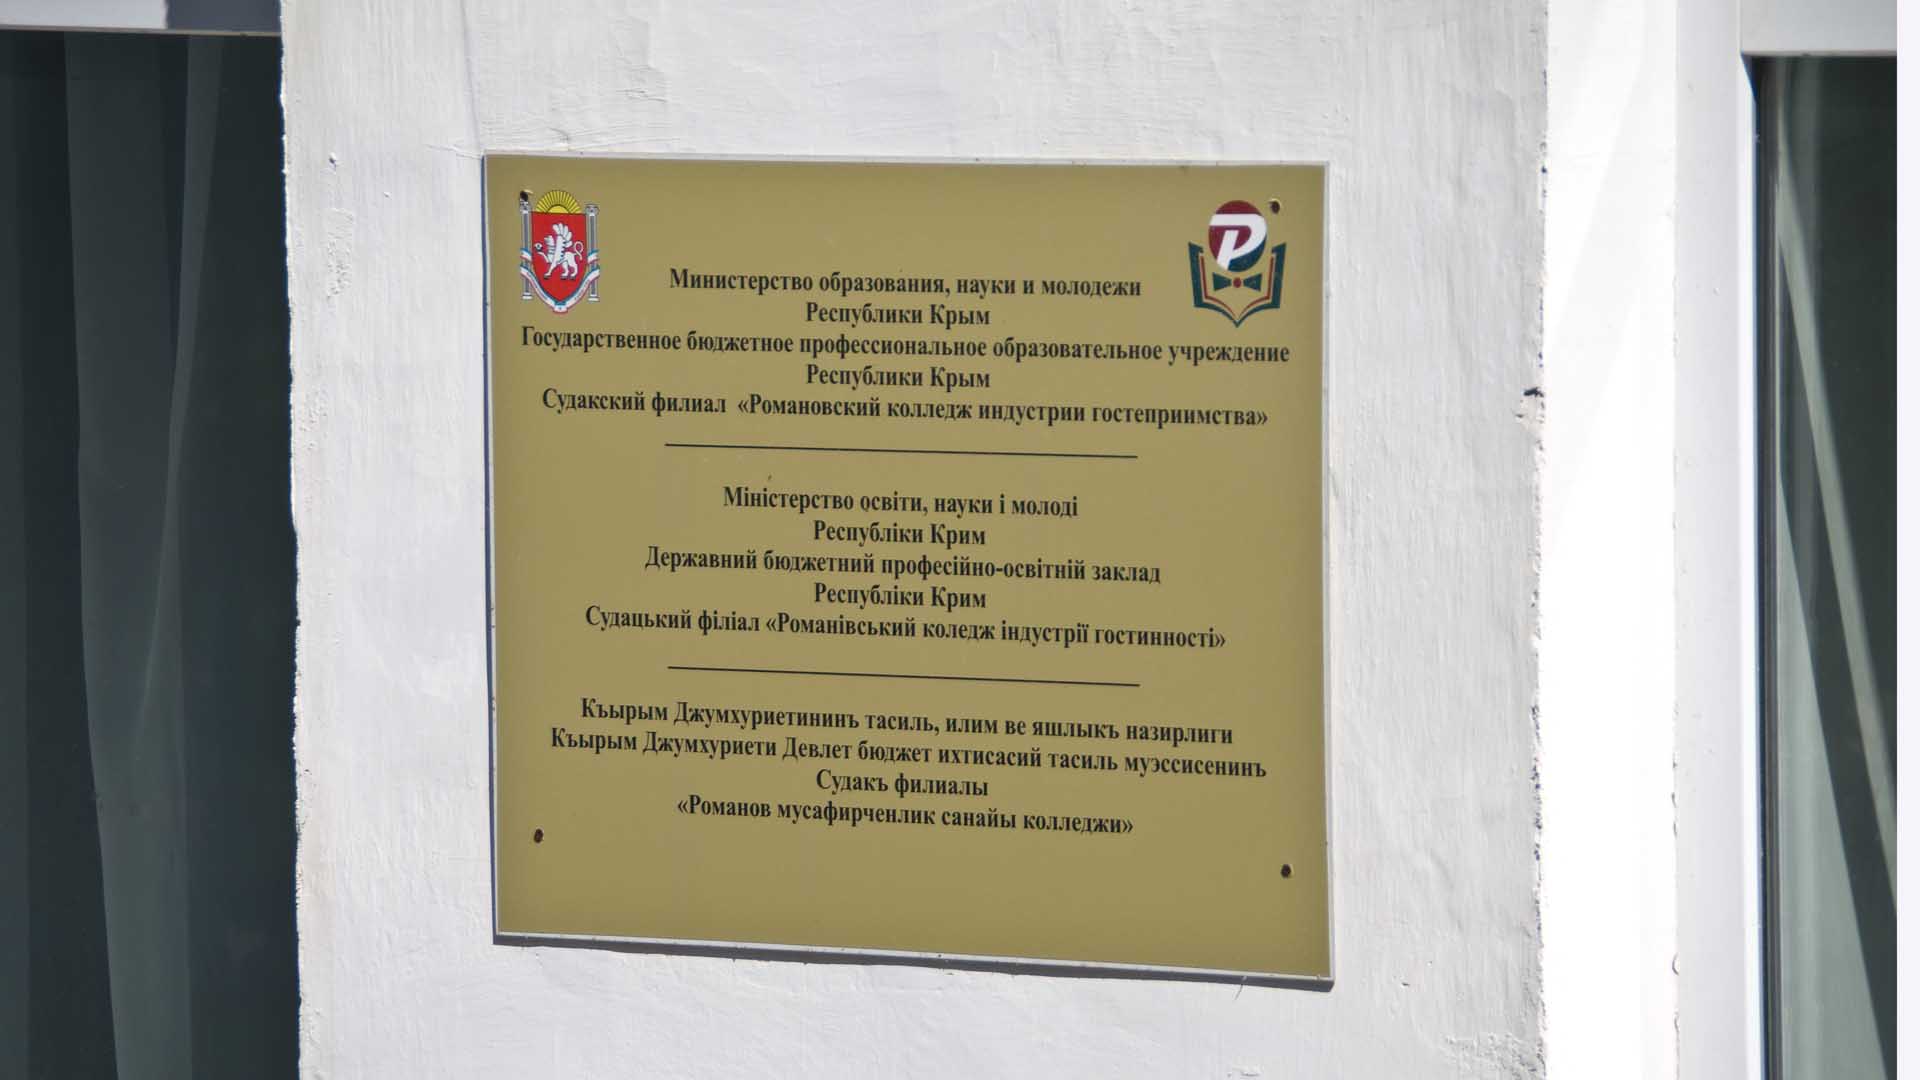 Министерство образования, науки и молодежи
Республики Крым
Государственное бюджетное профессиональное образовательное учреждение
Республики Крым
Судакский филиал «Романовский колледж индустрии гостеприимства»
Міністерство освіти, науки і молоді
Республіки Крим
Державний бюджетний професійно-освітній заклад
Республіки Крим
Судацький філіал «Романівський коледж індустрії гостинності»
Къырым Джумхуриетининъ тасиль, илим ве яшлыкъ назирлиги
Къырым Джумхуриети Девлет бюджет ихтисасий тасиль муэссисенинъ
Судакъ филиалы
«Романов мусафирченлик санайы колледжи»